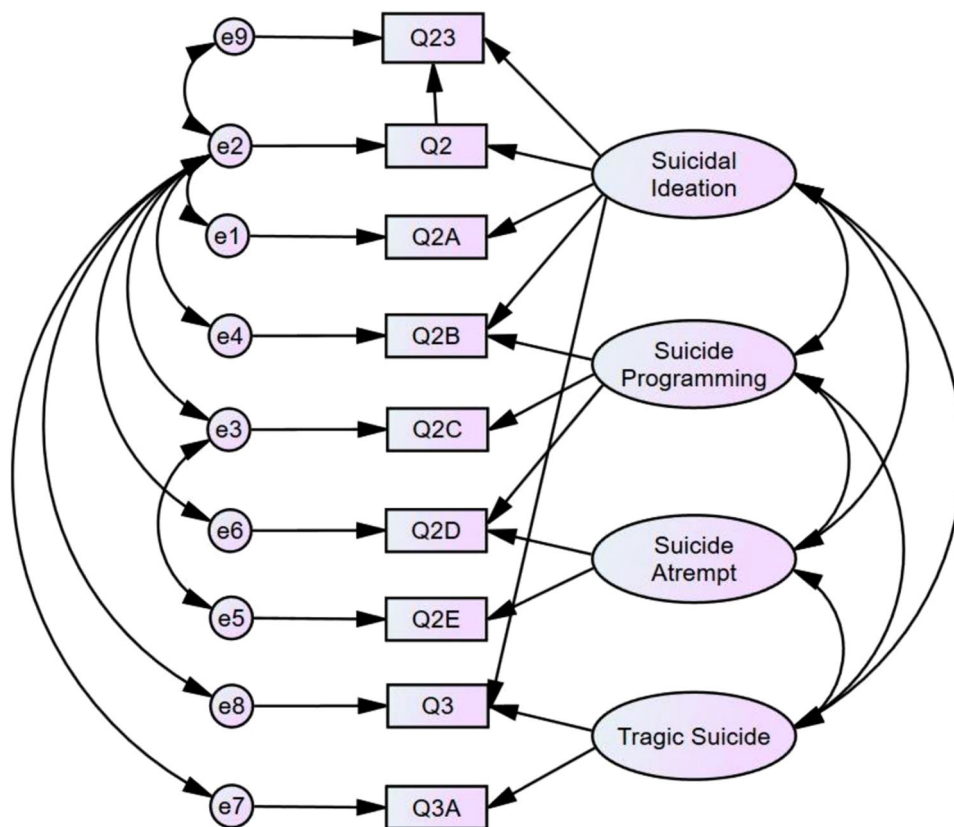 e9
Q23
e2
Q2
Suicidal
Ideation
e1
Q2A
e4
Q2B
Suicide
Programming
e3
Q2C
e6
Q2D
Suicide
Atrempt
e5
Q2E
e8
Q3
Tragic Suicide
e7
Q3A